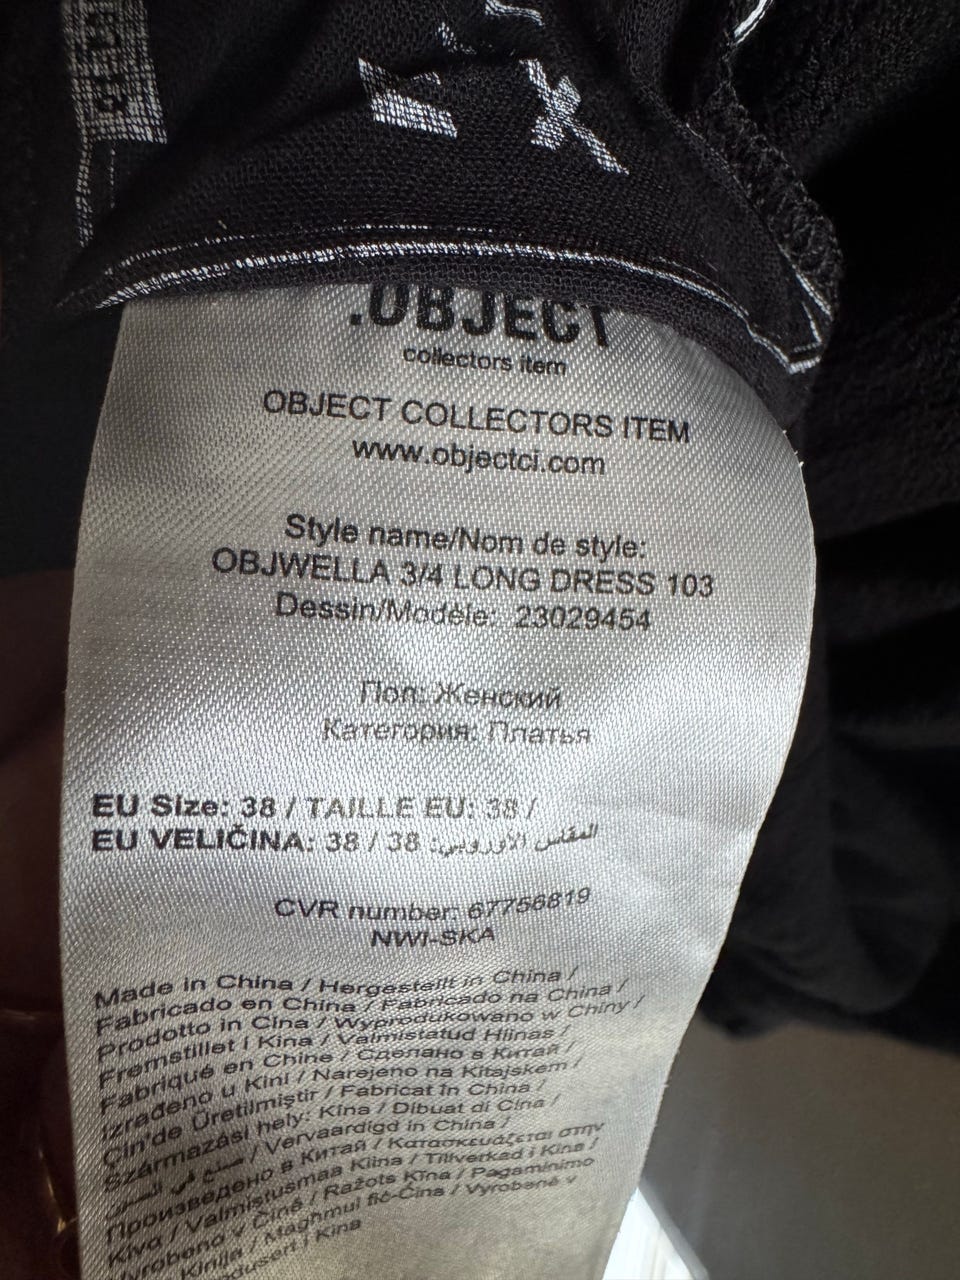 .OBJECT
collectors item
OBJECT COLLECTORS ITEM
www.objectci.com
Style name/Nom de style:
OBJWELLA 3/4 LONG DRESS 103
Dessin/Modèle: 23029454
Пол: Женский
Категория: Платья
EU Size: 38 / TAILLE EU: 38 /
EU VELIČINA: 38 / 38 :المقاس الأوروبي
CVR number: 67756819
NWI-SKA
Made in China / Hergestellt in China /
Fabricado en China / Fabricado na China /
Prodotto in Cina / Wyprodukowano w Chiny /
Fremstillet i Kina / Valmistatud Hiinas /
Fabriqué en Chine / Сделано в Китай /
Izrađeno u Kini / Narejeno na Kitajskem /
Çin'de Üretilmiştir / Fabricat în China /
Származási hely: Kína / Dibuat di Cina /
صنع في الصين / Vervaardigd in China /
Произведено в Китай / Κατασκευάζεται στην
Κίνα / Valmistusmaa Kiina / Tillverkad i Kina /
Vyrobeno v Číně / Ražots Ķīna / Pagaminimo
Kinija / Maghmul fiċ-Ċina / Vyrobené v
/ Kina